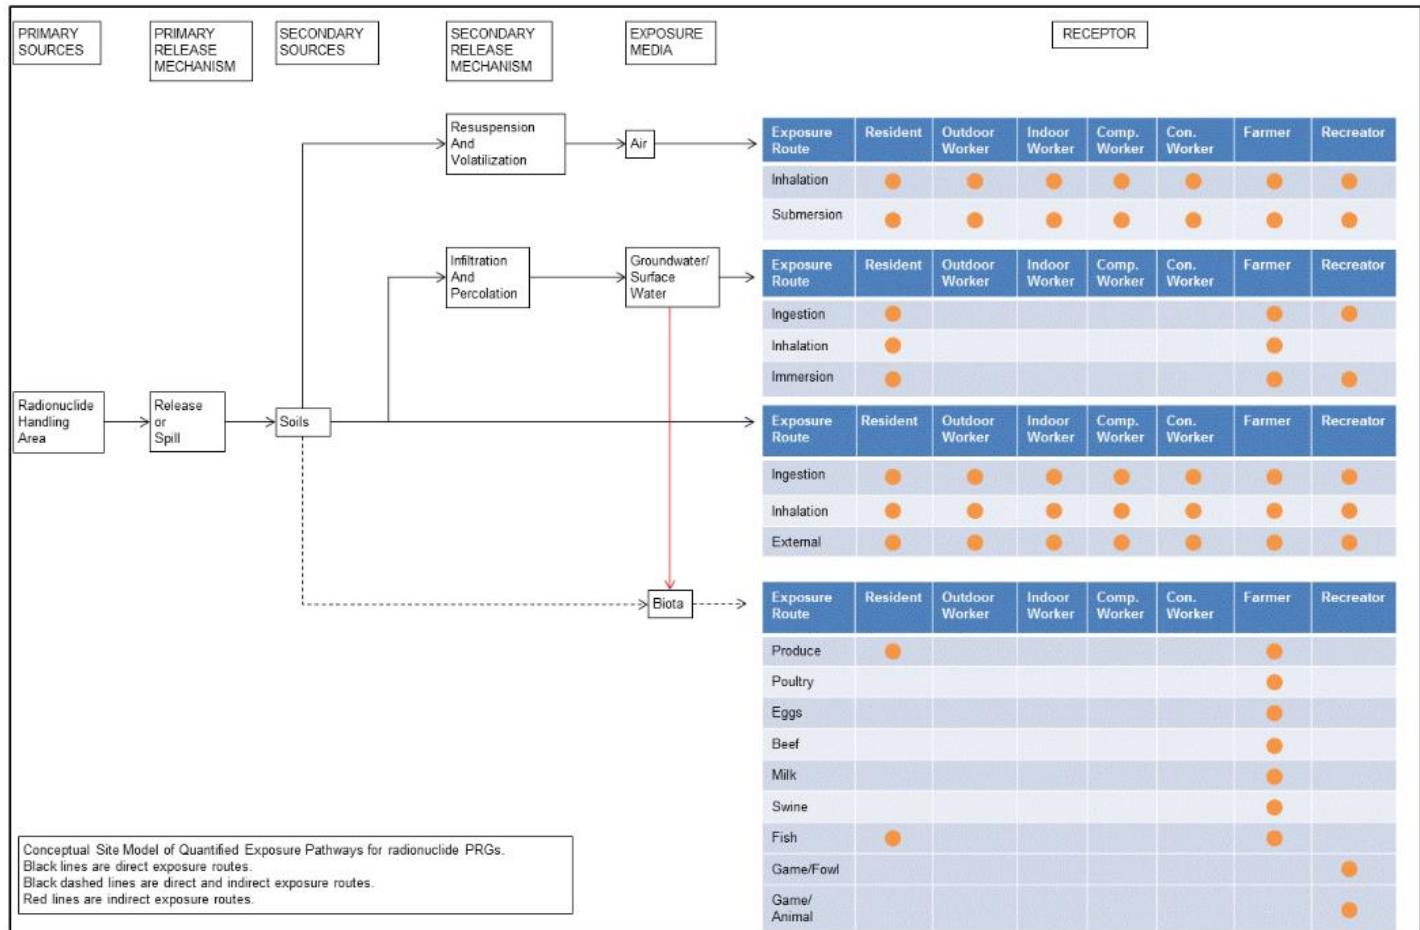 PRIMARY
SOURCES
PRIMARY
RELEASE
MECHANISM
SECONDARY
SOURCES
SECONDARY
RELEASE
MECHANISM
EXPOSURE
MEDIA
RECEPTOR
Resuspension
And
Volatilization
Air
Exposure
Route
Resident
Outdoor
Worker
Indoor
Worker
Comp.
Worker
Con.
Worker
Farmer
Recreator
Inhalation
Submersion
Infiltration
And
Percolation
Groundwater/
Surface
Water
Exposure
Route
Resident
Outdoor
Worker
Indoor
Worker
Comp.
Worker
Con.
Worker
Farmer
Recreator
Ingestion
Inhalation
Immersion
Radionuclide
Handling
Area
Release
or
Spill
Soils
Exposure
Route
Resident
Outdoor
Worker
Indoor
Worker
Comp.
Worker
Con.
Worker
Farmer
Recreator
Ingestion
Inhalation
External
Biota
Exposure
Route
Resident
Outdoor
Worker
Indoor
Worker
Comp.
Worker
Con.
Worker
Farmer
Recreator
Produce
Poultry
Eggs
Beef
Milk
Swine
Fish
Game/Fowl
Game/
Animal
Conceptual Site Model of Quantified Exposure Pathways for radionuclide PRGs.
Black lines are direct exposure routes.
Black dashed lines are direct and indirect exposure routes.
Red lines are indirect exposure routes.